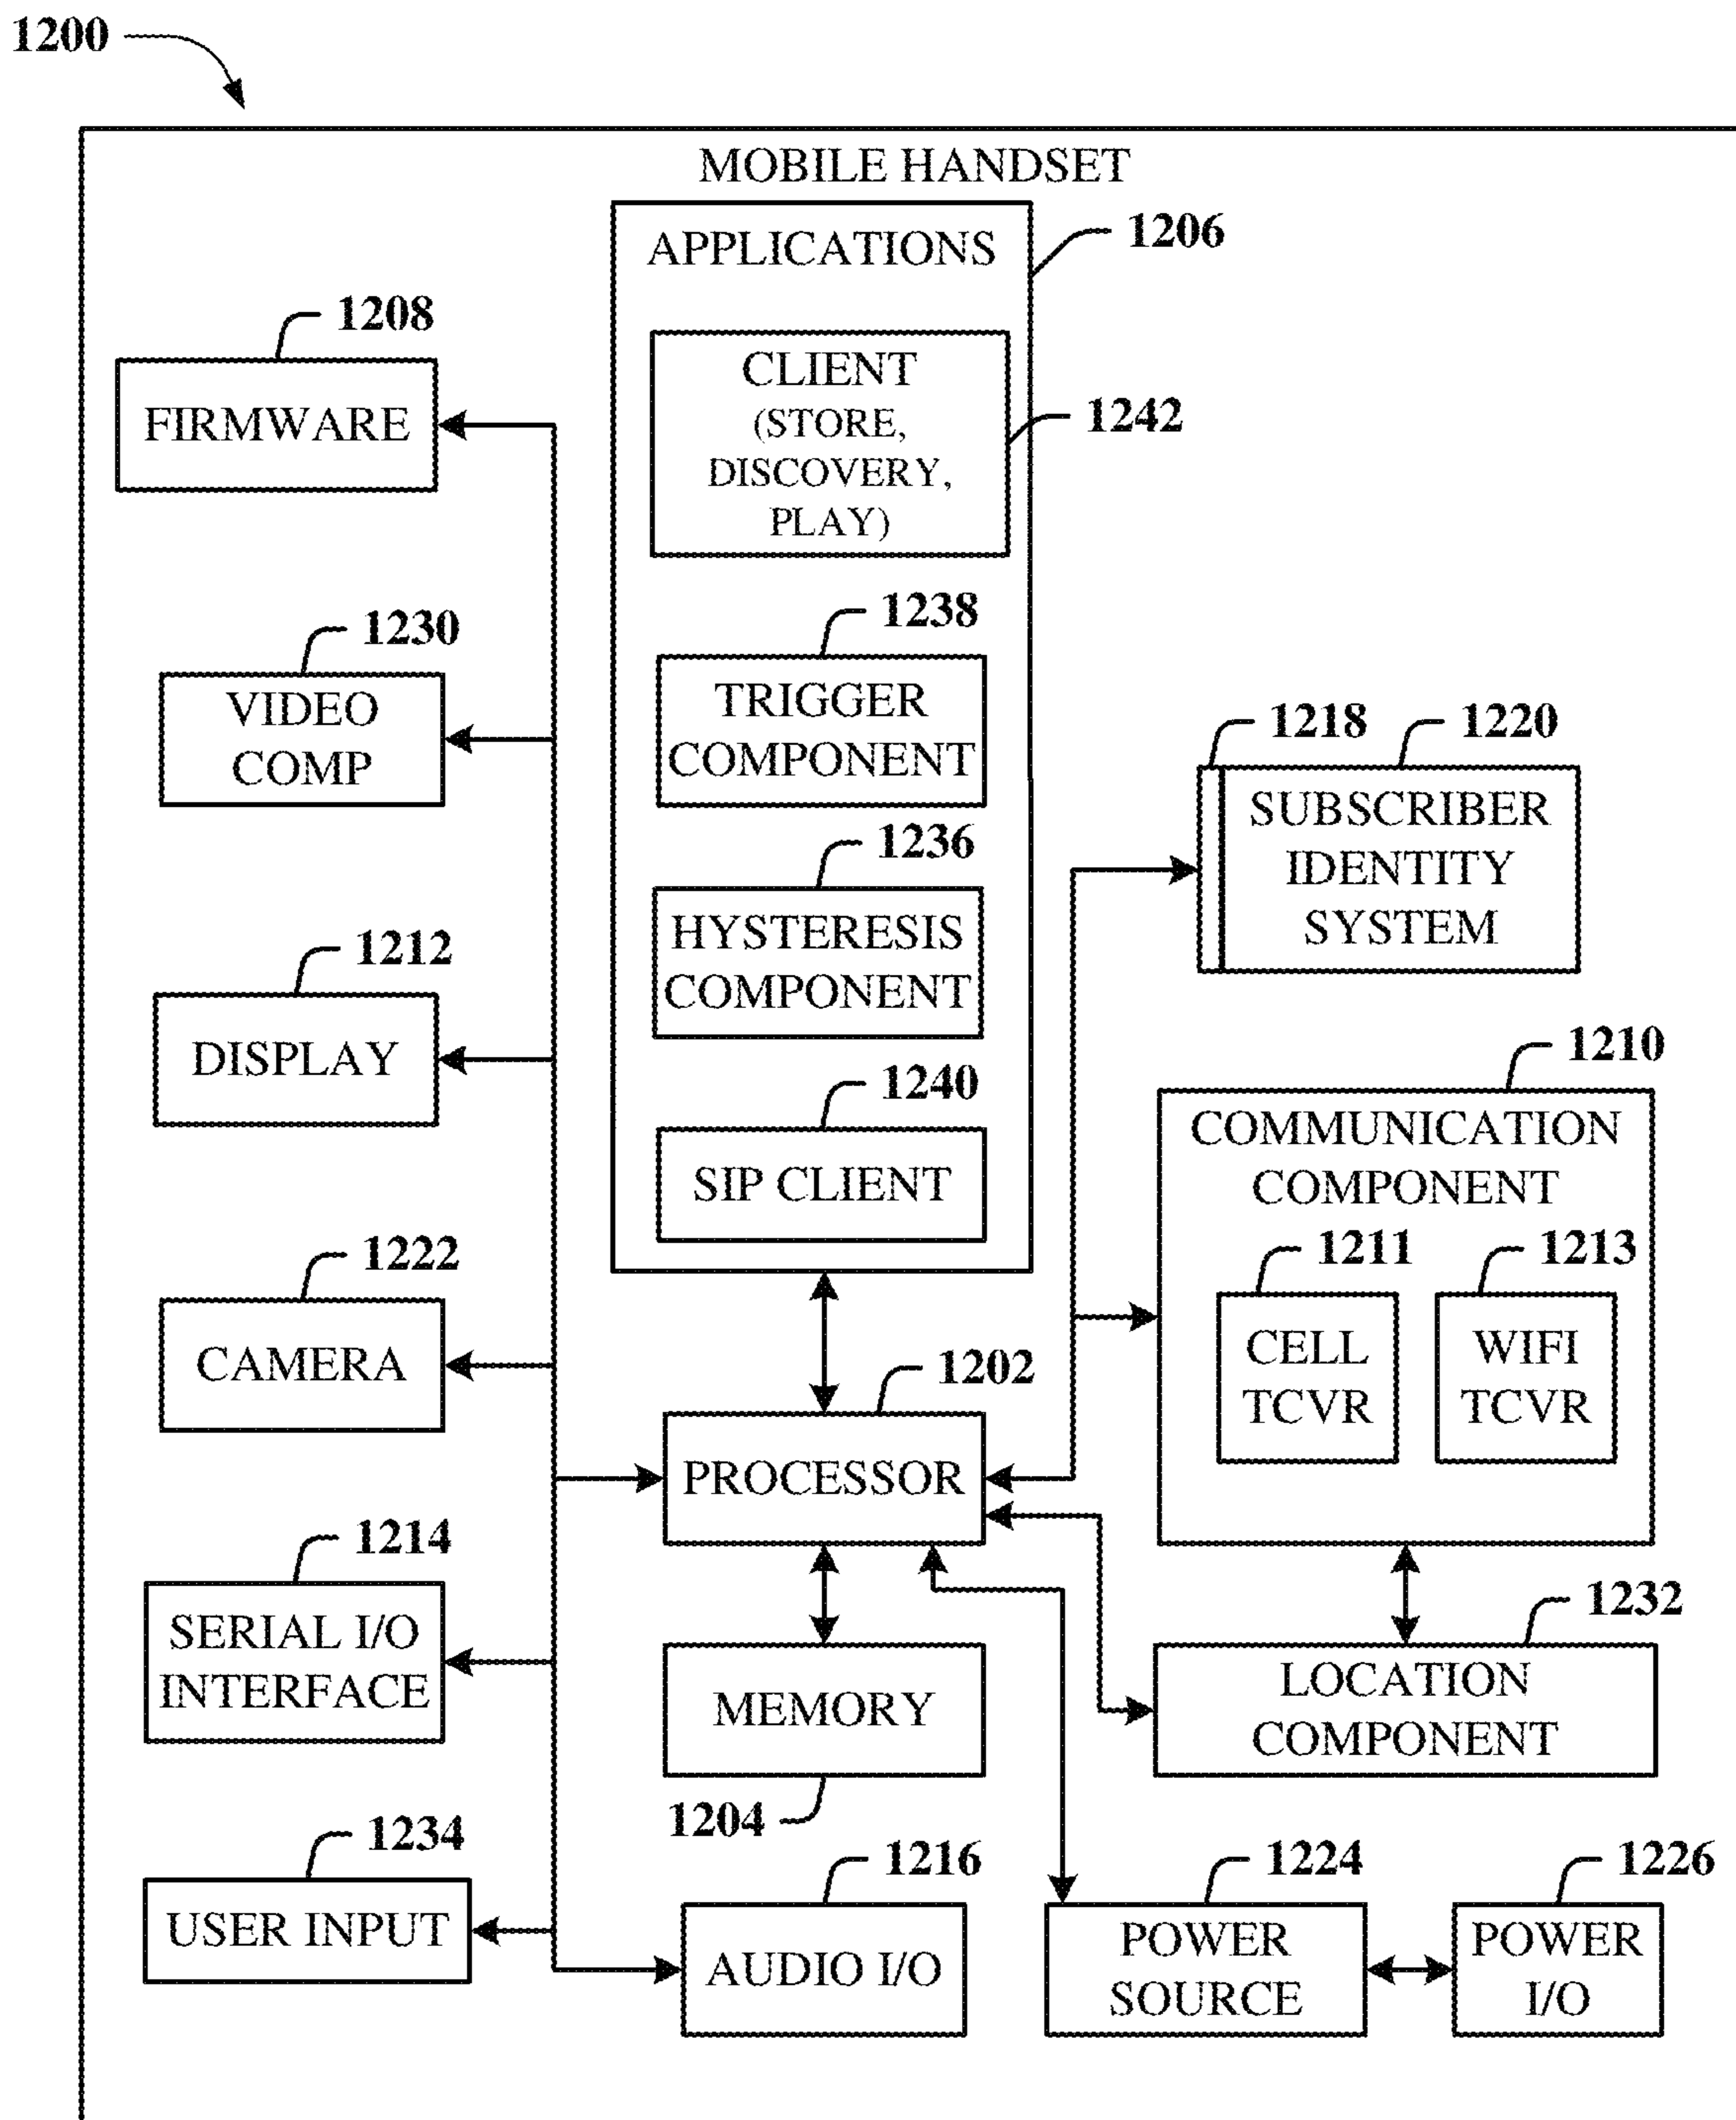 1200
MOBILE HANDSET
1206
APPLICATIONS
1208
FIRMWARE
CLIENT
(STORE,
DISCOVERY,
PLAY)
1242
1230
VIDEO
COMP
1238
TRIGGER
COMPONENT
1218
1220
SUBSCRIBER
IDENTITY
SYSTEM
1236
HYSTERESIS
COMPONENT
1212
DISPLAY
1240
SIP CLIENT
1210
COMMUNICATION
COMPONENT
1211
1213
CELL
TCVR
WIFI
TCVR
1222
CAMERA
1202
PROCESSOR
1214
SERIAL I/O
INTERFACE
MEMORY
1204
1232
LOCATION
COMPONENT
1234
USER INPUT
1216
AUDIO I/O
1224
POWER
SOURCE
1226
POWER
I/O